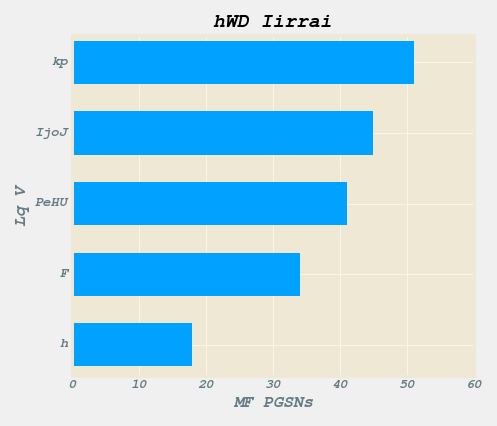 hWD Iirrai
kp
IjoJ
PeHU
F
h
Lq V
0 10 20 30 40 50 60
MF PGSNs